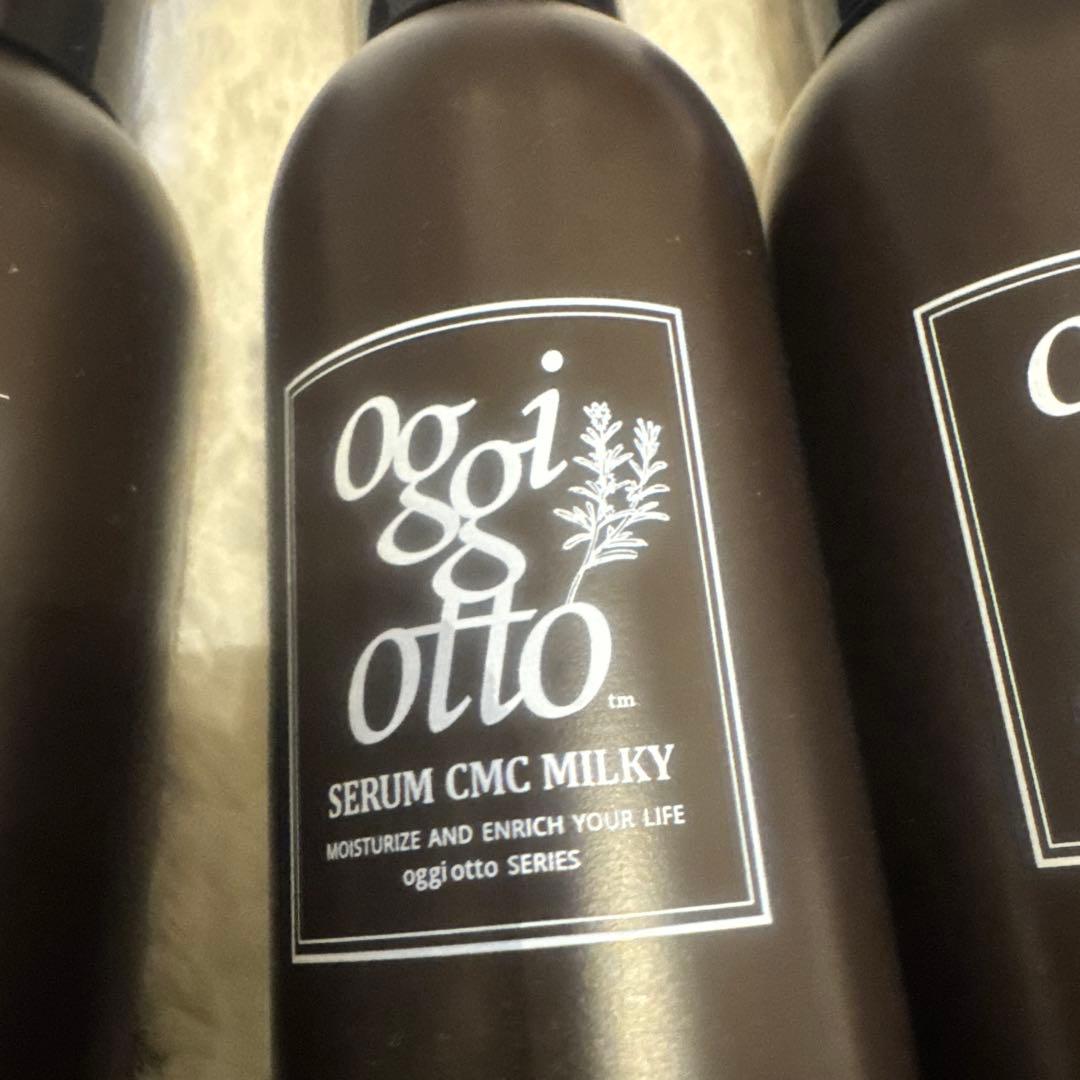 oggi
otto tm
SERUM CMC MILKY
MOISTURIZE AND ENRICH YOUR LIFE
oggi otto SERIES